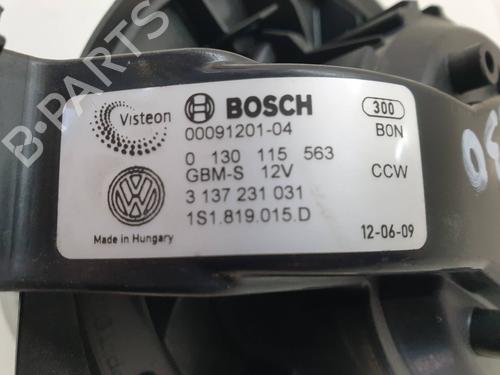 B-PARTS
Visteon
BOSCH
300
00091201-04
BON
0 130 115 563
GBM-S 12V
CCW
3 137 231 031
1S1.819.015.D
Made in Hungary
12-06-09